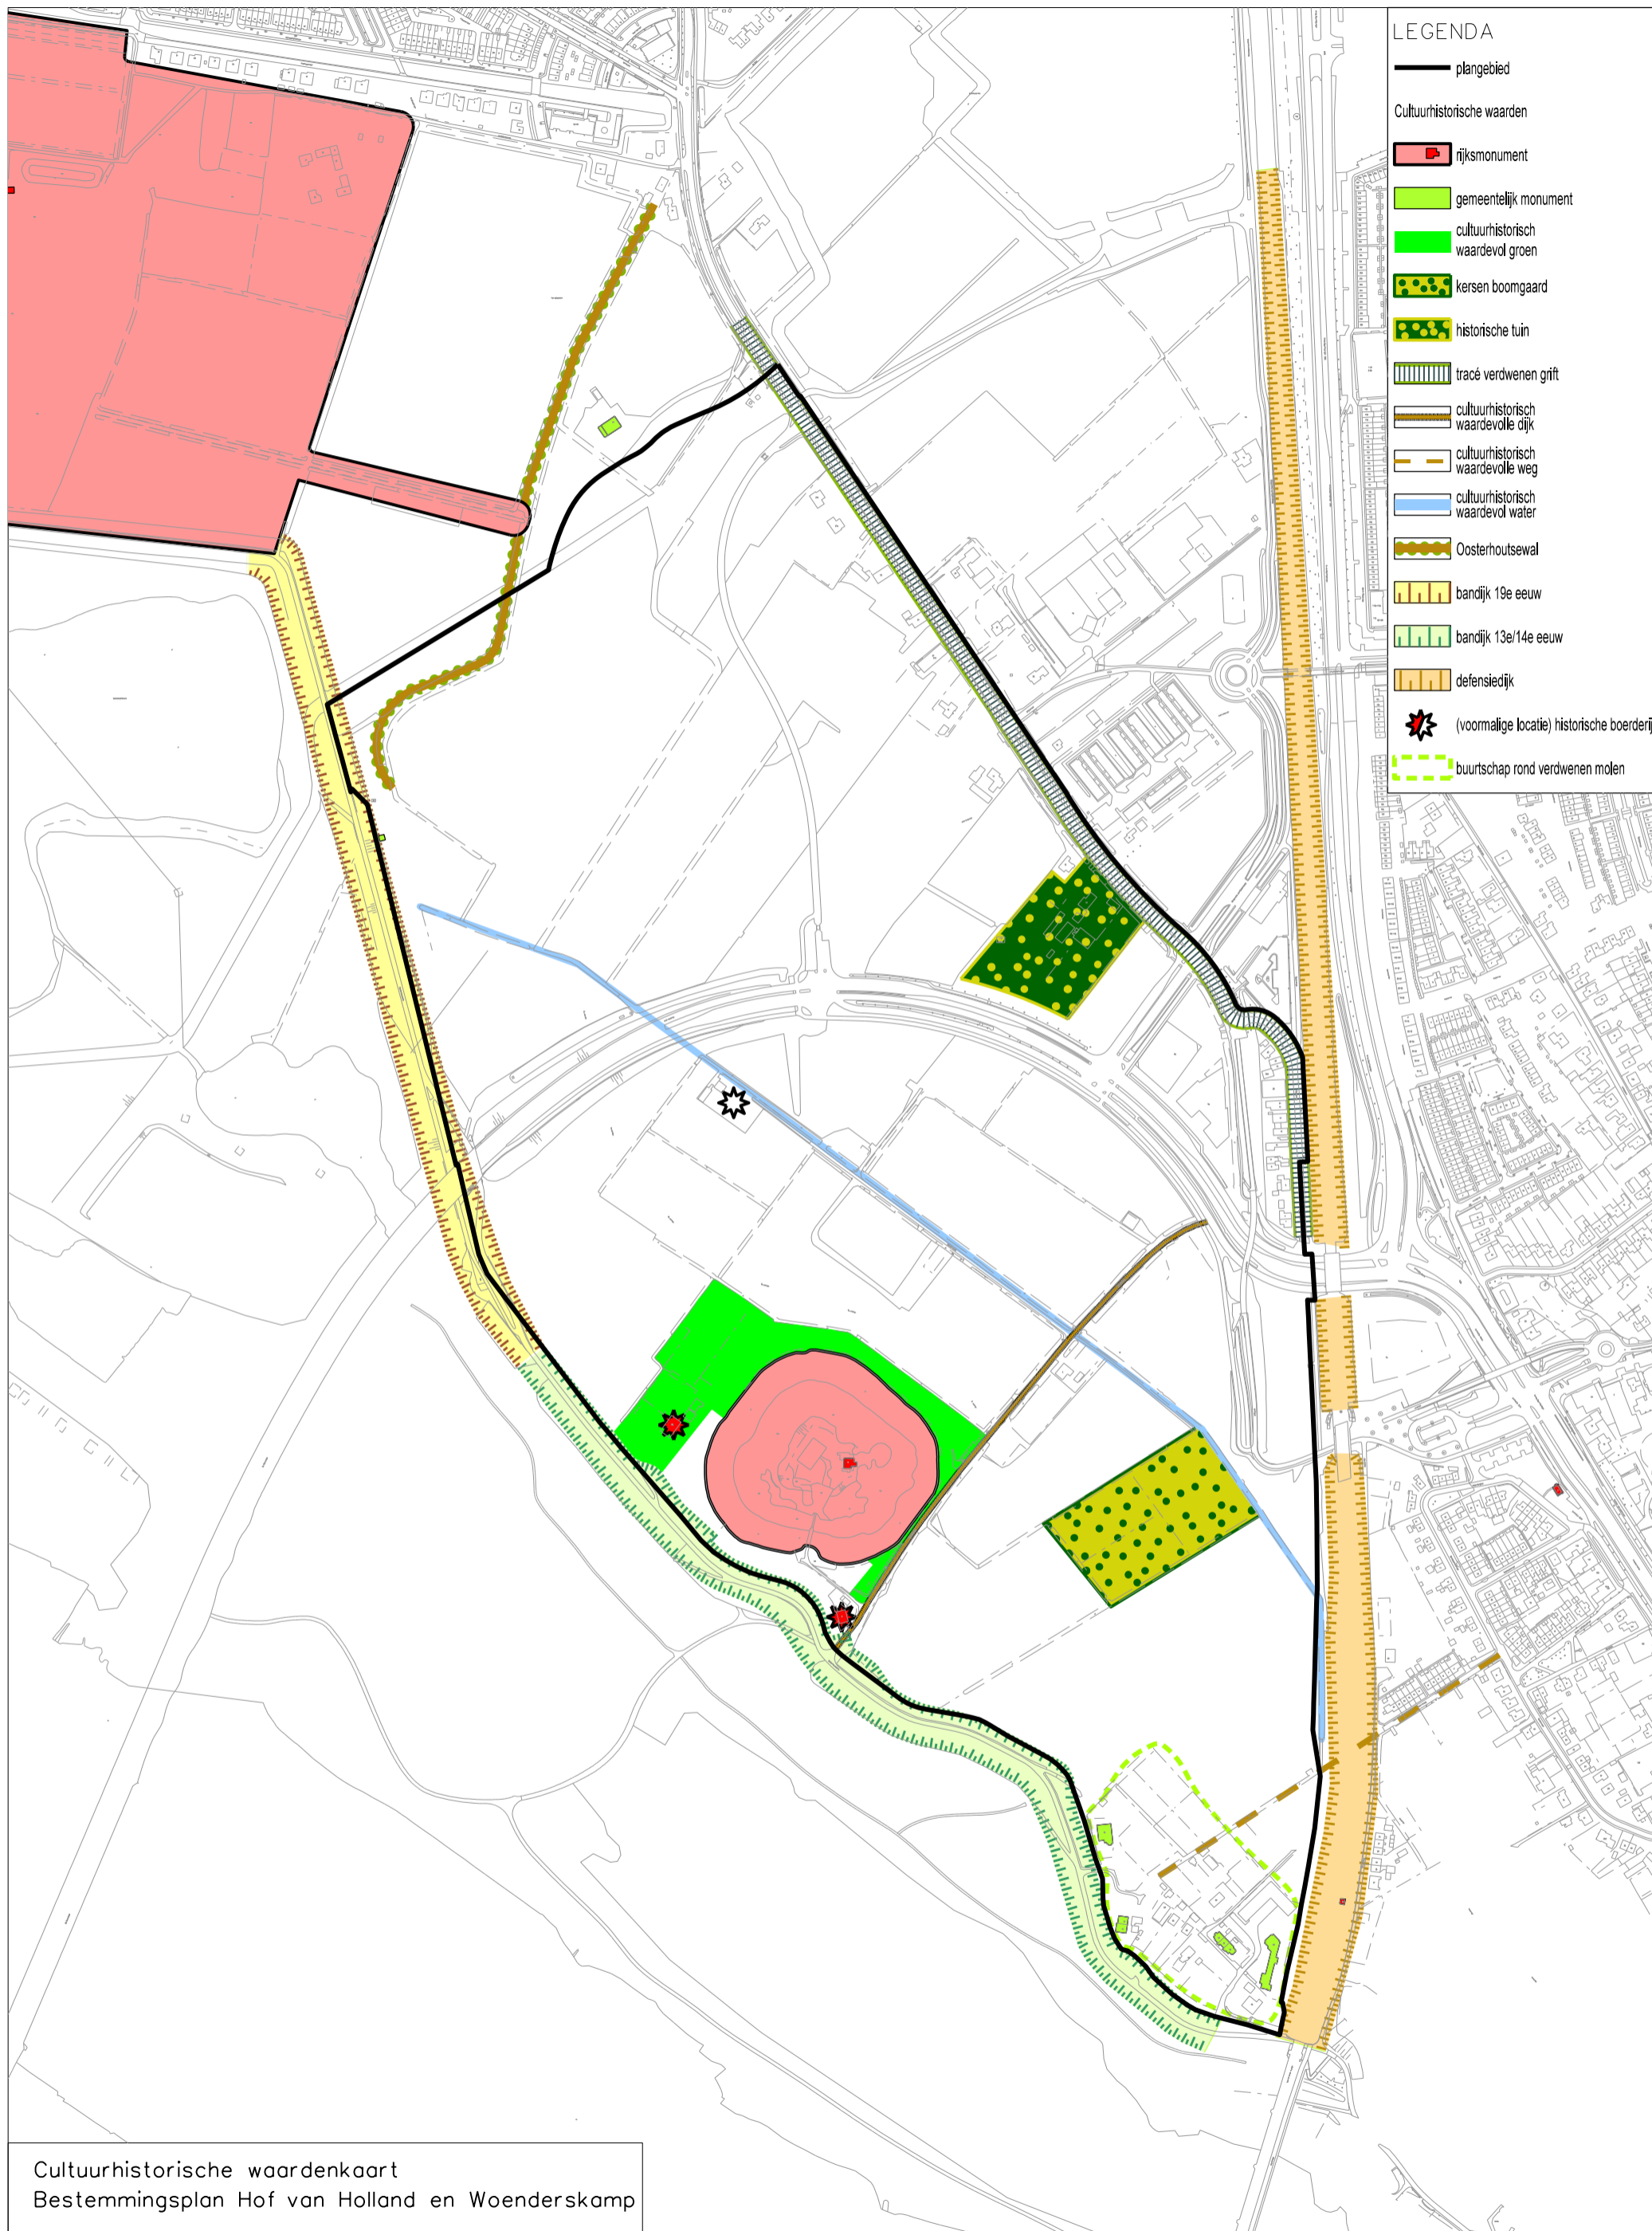 LEGENDA
plangebied
Cultuurhistorische waarden
rijksmonument
gemeentelijk monument
cultuurhistorisch
waardevol groen
kersen boomgaard
historische tuin
tracé verdwenen grift
cultuurhistorisch
waardevolle dijk
cultuurhistorisch
waardevolle weg
cultuurhistorisch
waardevol water
Oosterhoutsewal
bandijk 19e eeuw
bandijk 13e/14e eeuw
defensiedijk
(voormalige locatie) historische boerderij
buurtschap rond verdwenen molen
Cultuurhistorische waardenkaart
Bestemmingsplan Hof van Holland en Woenderskamp